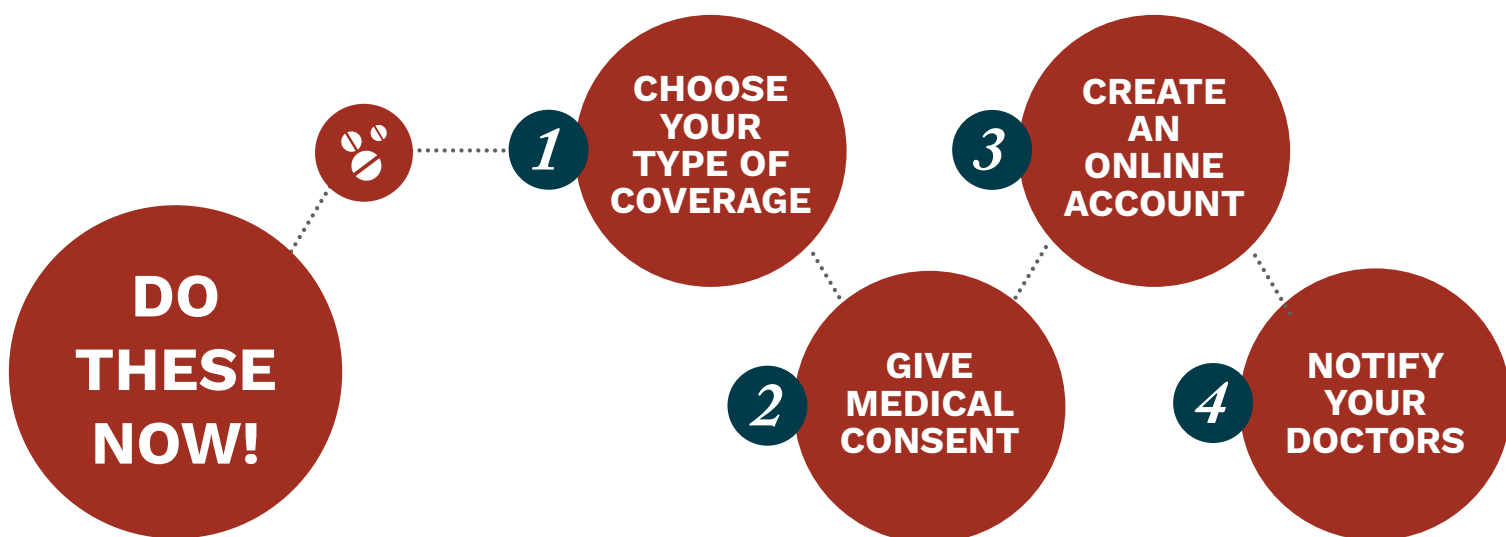 DO
THESE
NOW!
1
CHOOSE
YOUR
TYPE OF
COVERAGE
2
GIVE
MEDICAL
CONSENT
3
CREATE
AN
ONLINE
ACCOUNT
4
NOTIFY
YOUR
DOCTORS